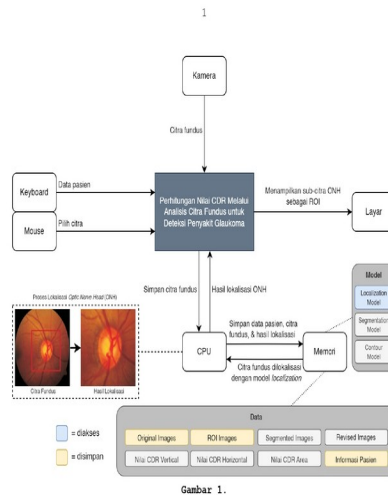 1
Kamera
Citra fundus
Keyboard
Data pasien
Mouse
Pilih citra
Perhitungan Nilai CDR Melalui
Analisis Citra Fundus untuk
Deteksi Penyakit Glaukoma
Menampilkan sub-citra ONH
sebagai ROI
Layar
Simpan citra fundus
Hasil lokalisasi ONH
Proses Lokalisasi Optic Nerve Head (ONH)
Citra Fundus
Hasil Lokalisasi
CPU
Simpan data pasien, citra
fundus, & hasil lokalisasi
Citra fundus dilokalisasi
dengan model localization
Memori
Model
Localization
Model
Segmentation
Model
Contour
Model
= diakses
= disimpan
Data
Original Images
ROI Images
Segmented Images
Revised Images
Nilai CDR Vertical
Nilai CDR Horizontal
Nilai CDR Area
Informasi Pasien
Gambar 1.